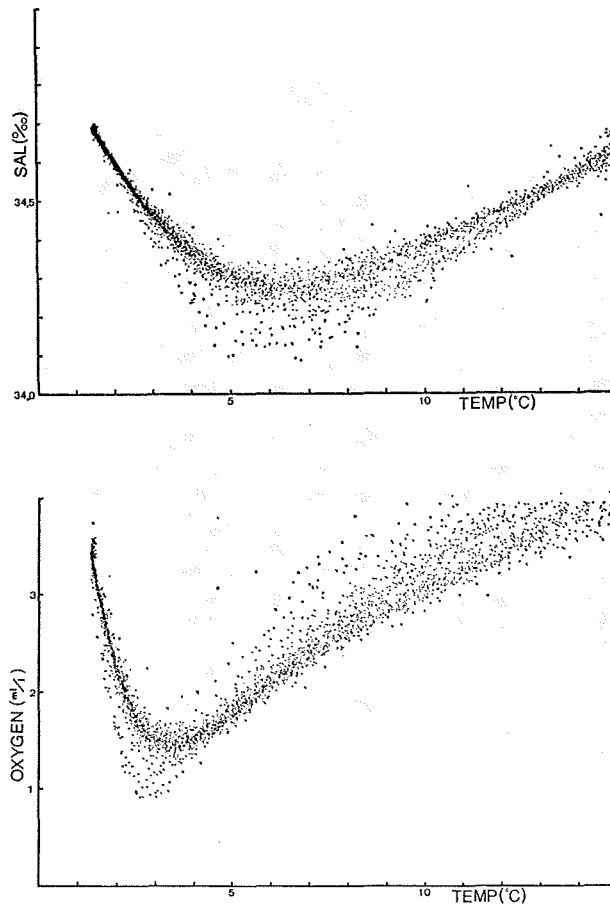 SAL (‰)
34,5
34,0
5
10
TEMP (°C)
OXYGEN (ml/l)
3
2
1
5
10
TEMP (°C)